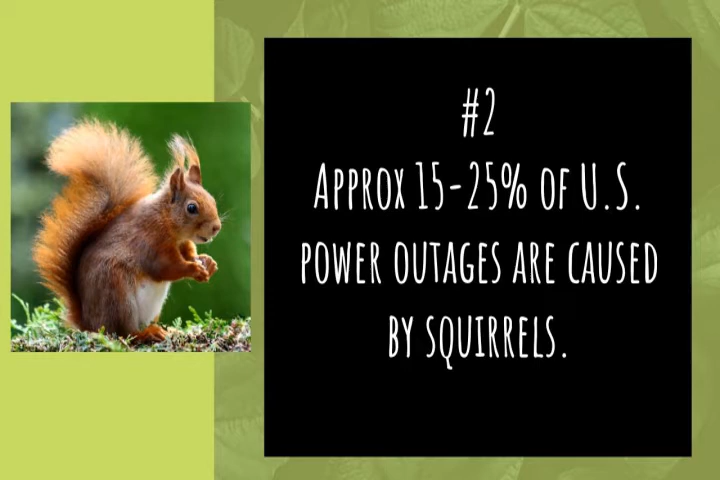 #2
Approx 15-25% of U.S.
power outages are caused
by squirrels.